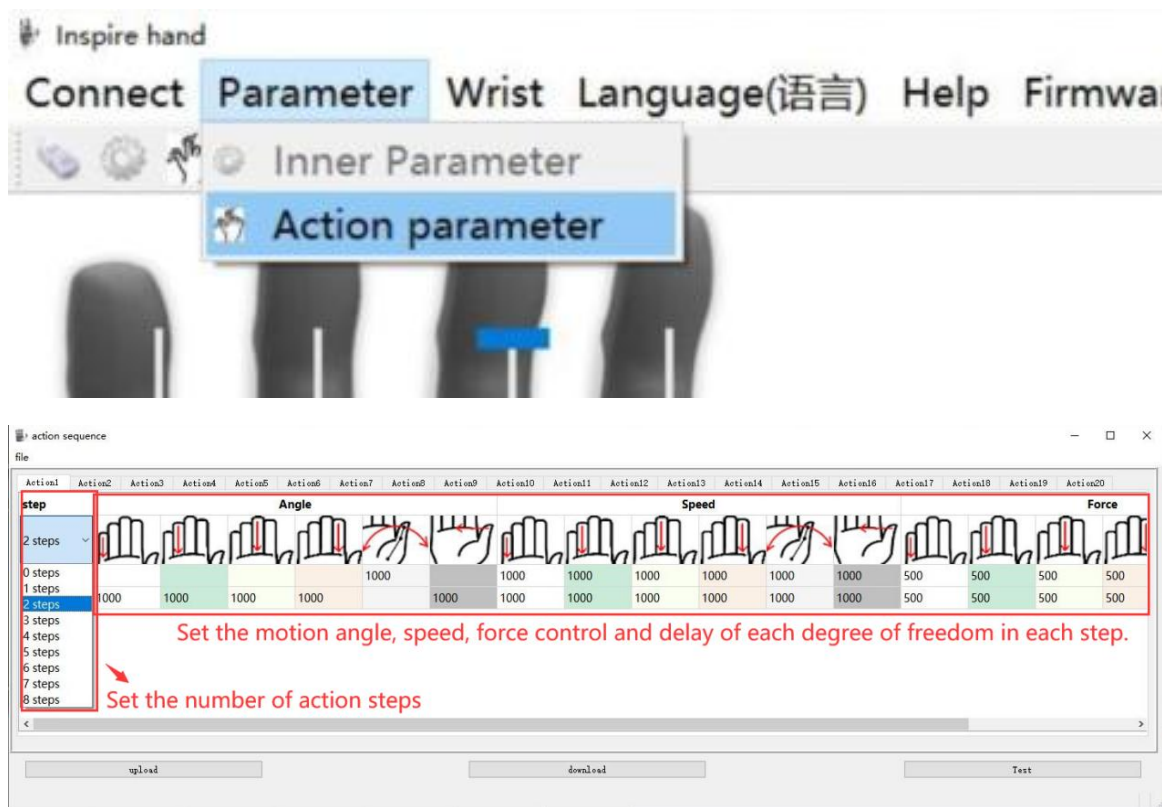 Inspire hand
Connect Parameter Wrist Language(语言) Help Firmwa
Inner Parameter
Action parameter
action sequence
file
Action1 Action2 Action3 Action4 Action5 Action6 Action7 Action8 Action9 Action10 Action11 Action12 Action13 Action14 Action15 Action16 Action17 Action18 Action19 Action20
step Angle Speed Force
2 steps
0 steps 1000 1000 1000 1000 1000 1000 1000 500 500 500 500
1 steps
2 steps 1000 1000 1000 1000 1000 1000 1000 1000 1000 1000 1000 500 500 500 500
3 steps
4 steps
5 steps
6 steps
7 steps
8 steps
Set the motion angle, speed, force control and delay of each degree of freedom in each step.
Set the number of action steps
upload download Test